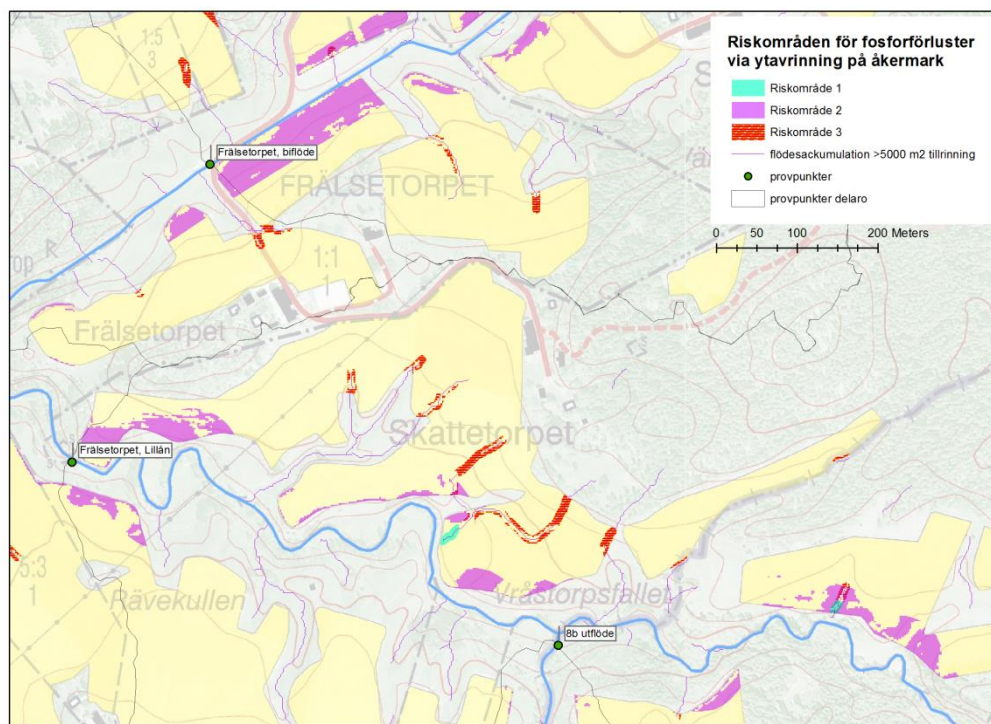 Riskområden för fosforförluster
via ytavrinning på åkermark
Riskområde 1
Riskområde 2
Riskområde 3
flödesackumulation >5000 m2 tillrinning
provpunkter
provpunkter delaro
0 50 100 200 Meters
1:5
3
Frälsetorpet, biflöde
FRÄLSETORPET
R
1:1
1
Frälsetorpet
Skattetorpet
Frälsetorpet, Lillån
5:3
1
Rävekullen
Vråstorpsfallet
8b utflöde